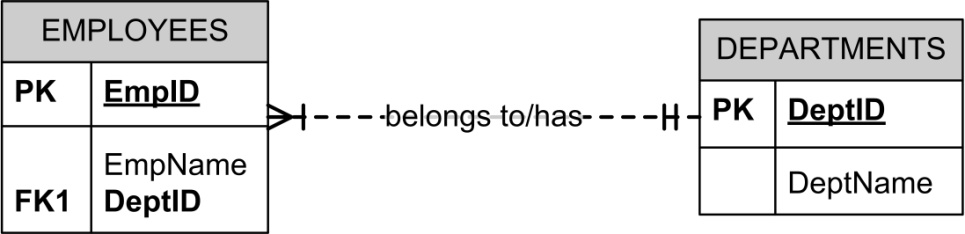 EMPLOYEES
PK EmpID
EmpName
FK1 DeptID
belongs to/has
DEPARTMENTS
PK DeptID
DeptName